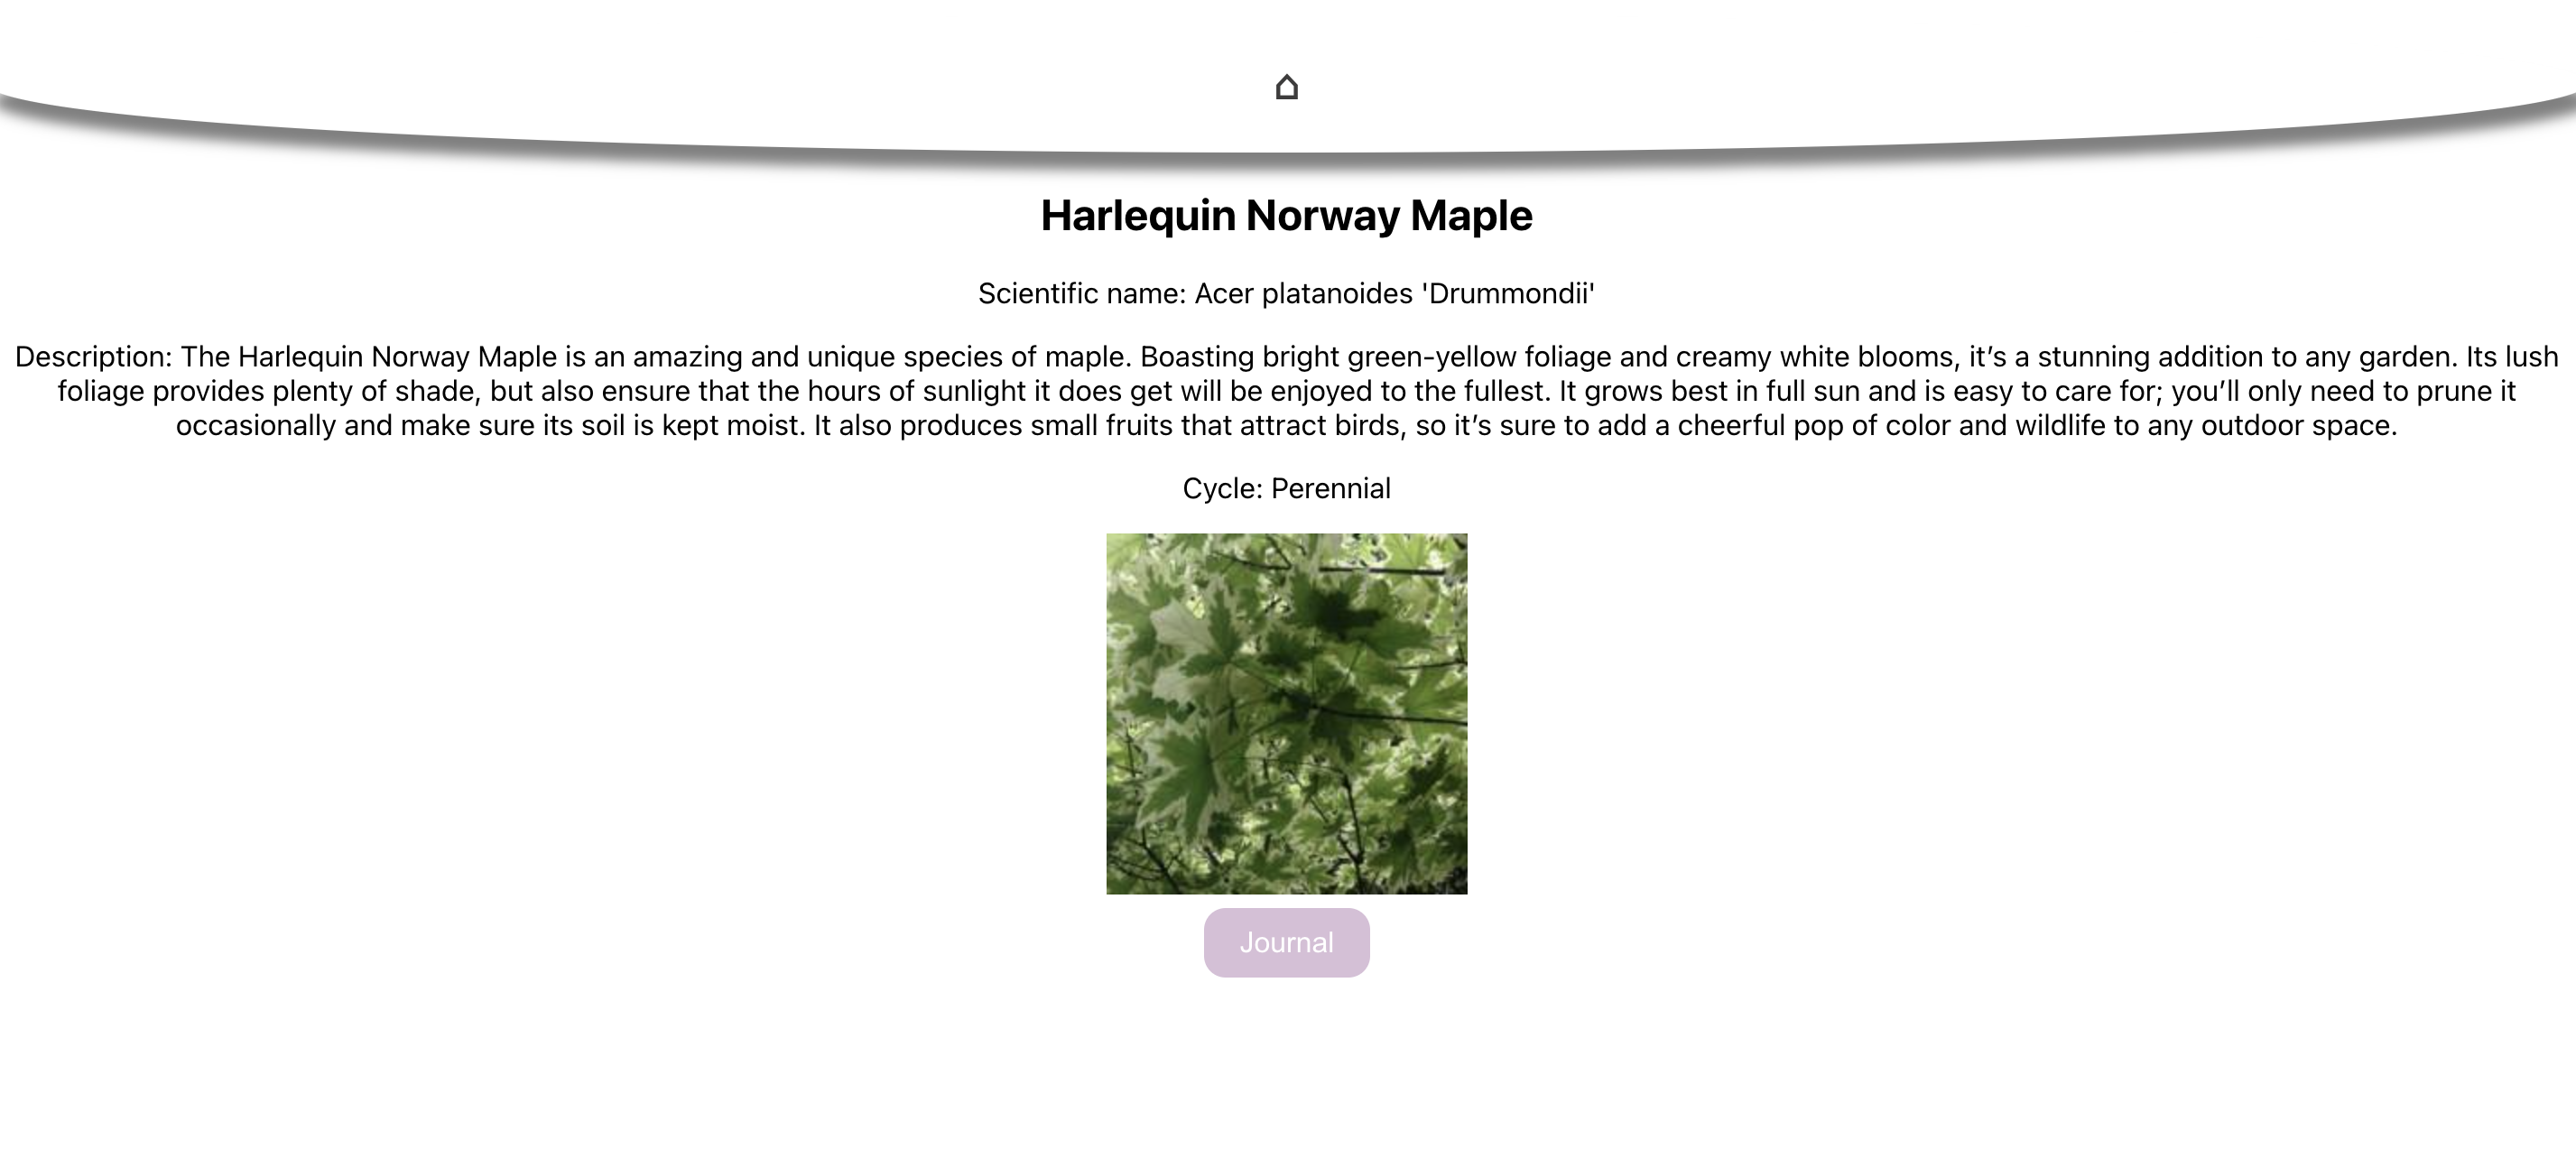 Harlequin Norway Maple
Scientific name: Acer platanoides 'Drummondii'
Description: The Harlequin Norway Maple is an amazing and unique species of maple. Boasting bright green-yellow foliage and creamy white blooms, it’s a stunning addition to any garden. Its lush
foliage provides plenty of shade, but also ensure that the hours of sunlight it does get will be enjoyed to the fullest. It grows best in full sun and is easy to care for; you’ll only need to prune it
occasionally and make sure its soil is kept moist. It also produces small fruits that attract birds, so it’s sure to add a cheerful pop of color and wildlife to any outdoor space.
Cycle: Perennial
Journal